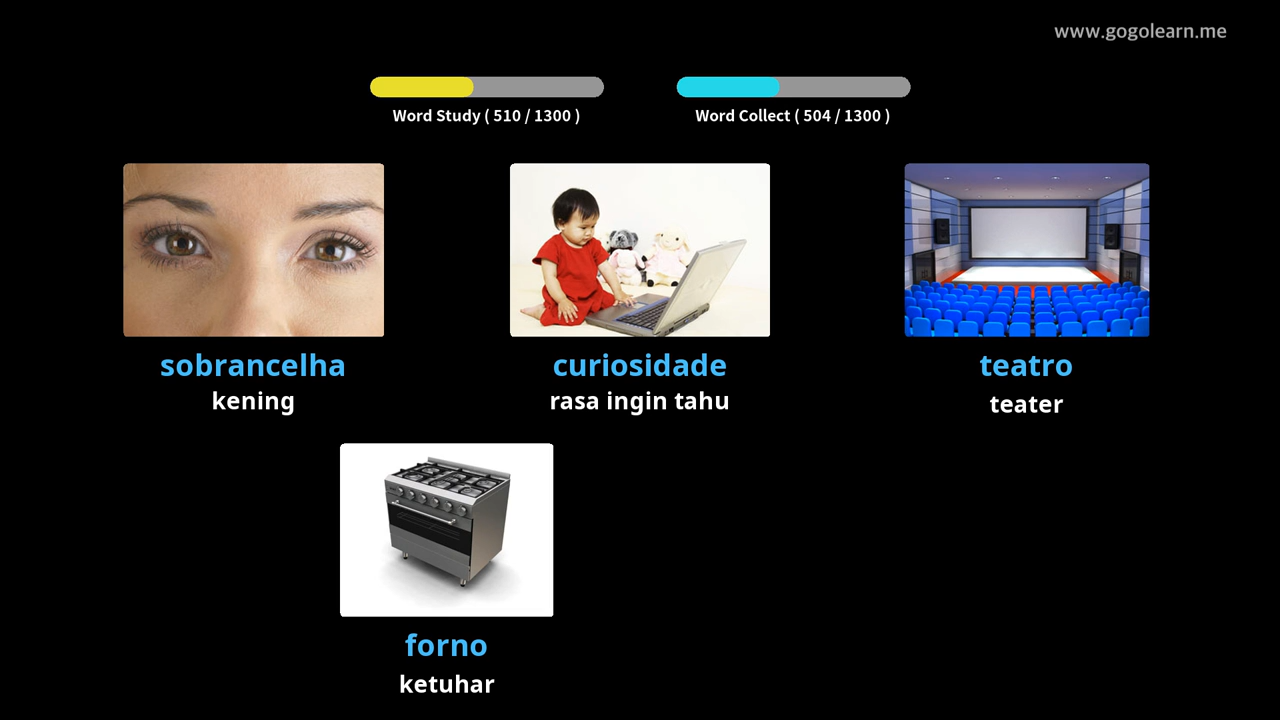 www.gogolearn.me
Word Study ( 510 / 1300 )
Word Collect ( 504 / 1300 )
sobrancelha
kening
curiosidade
rasa ingin tahu
teatro
teater
forno
ketuhar